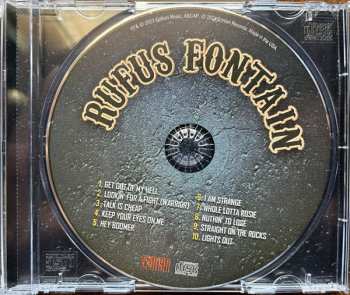 RUFUS FONTAIN
1. GET OUT OF MY HELL
2. LOOKIN' FOR A FIGHT (WARRIOR)
3. TALK IS CHEAP
4. KEEP YOUR EYES ON ME
5. HEY BOOMER
6. I AM STRANGE
7. WHOLE LOTTA ROSIE
8. NUTHIN' TO LOSE
9. STRAIGHT ON THE ROCKS
10. LIGHTS OUT